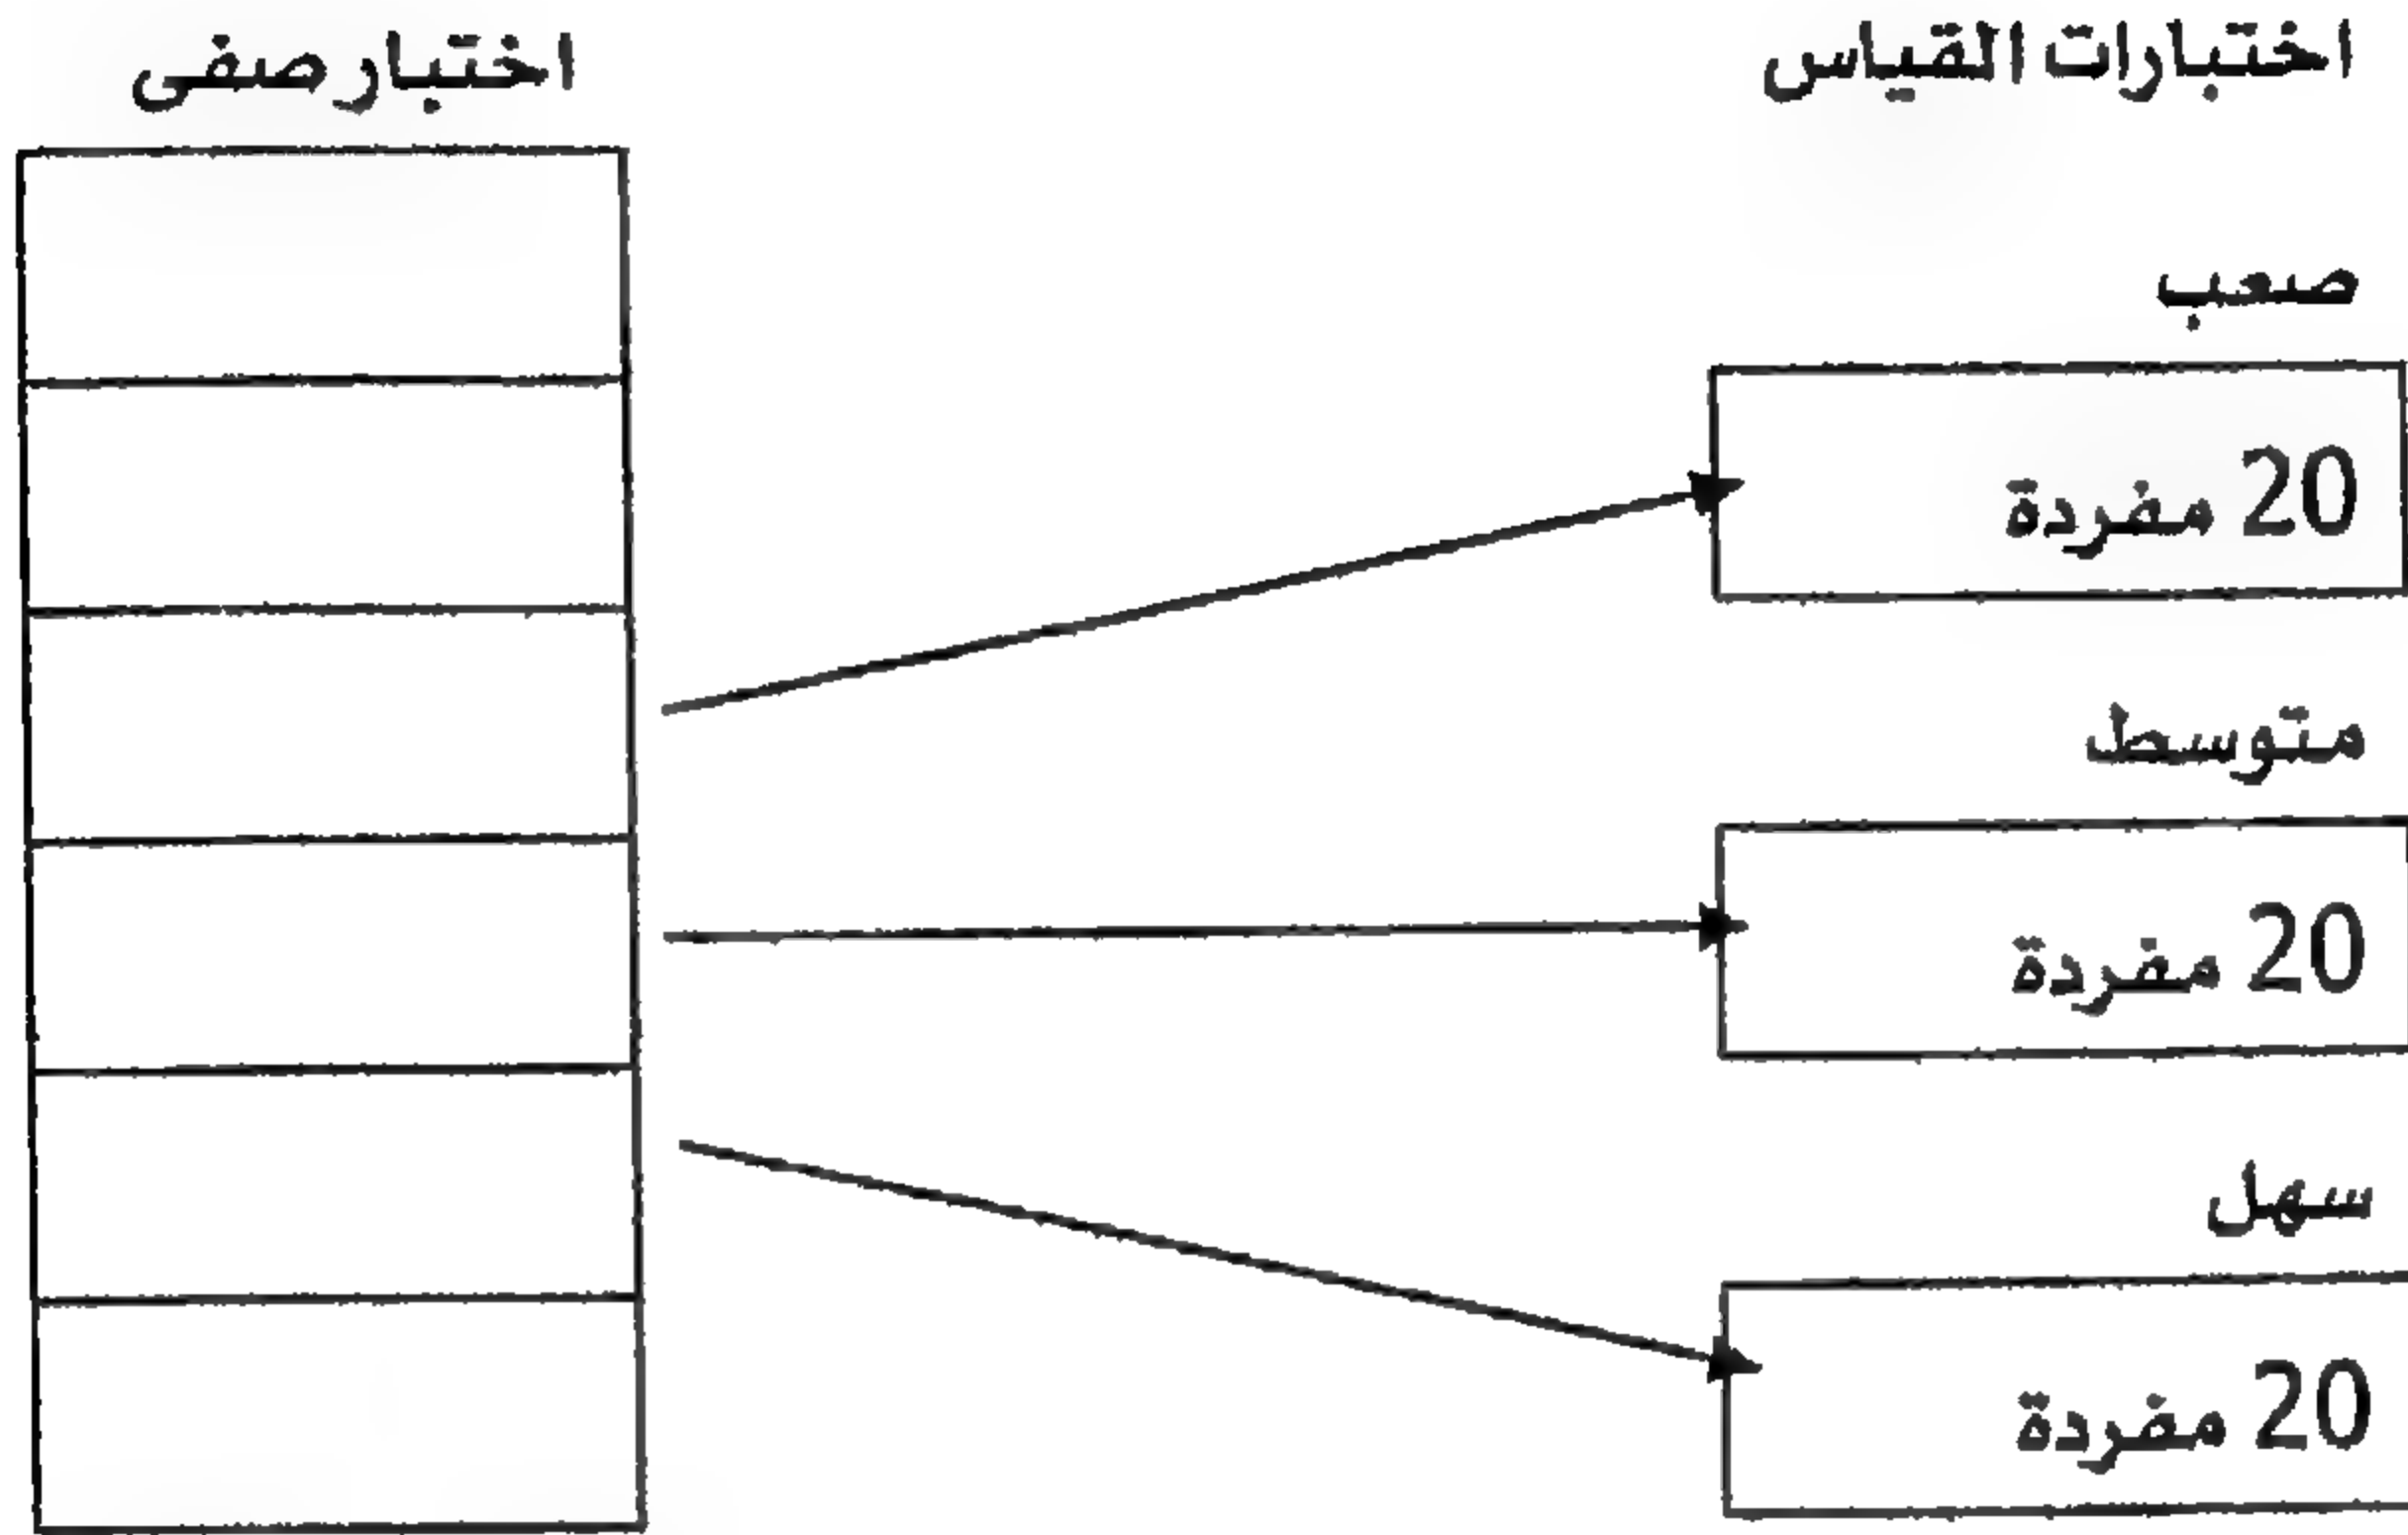 اختبارات القياس
اختبار صفى
صعب
20 مفردة
متوسط
20 مفردة
سهل
20 مفردة